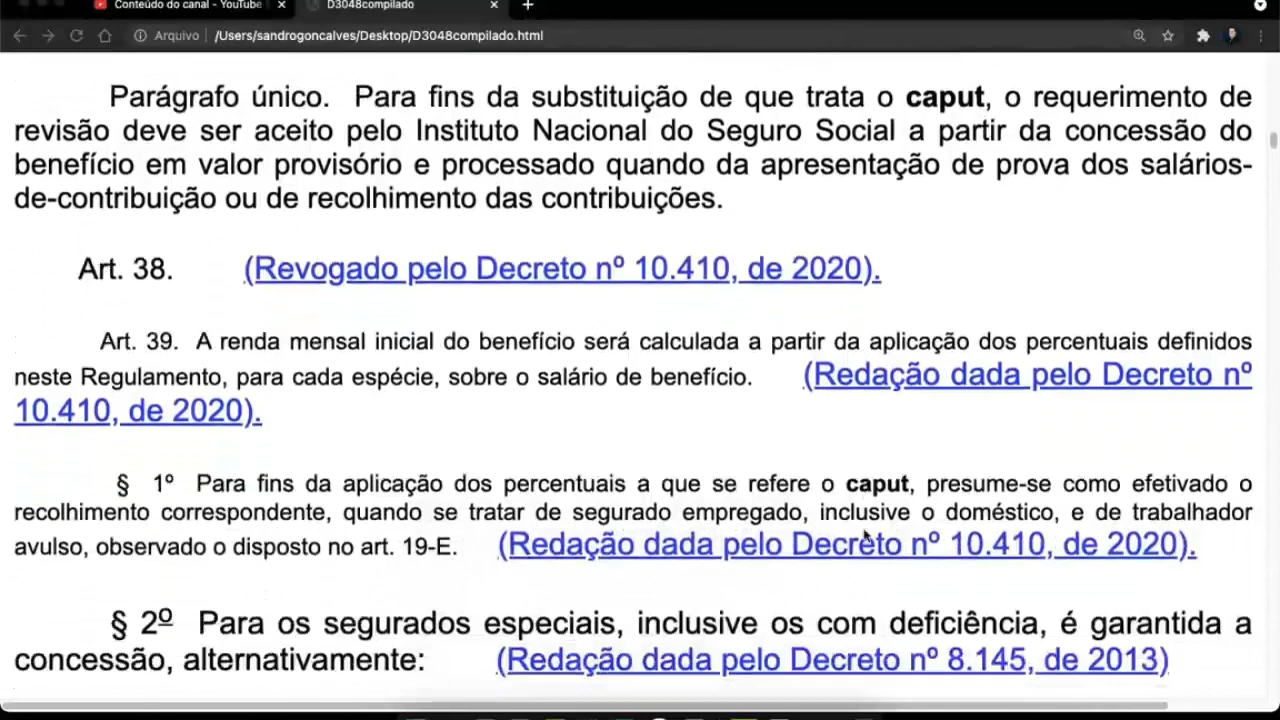 Conteúdo do canal - YouTube
D3048compilado
Arquivo /Users/sandrogoncalves/Desktop/D3048compilado.html
Parágrafo único. Para fins da substituição de que trata o caput, o requerimento de
revisão deve ser aceito pelo Instituto Nacional do Seguro Social a partir da concessão do
benefício em valor provisório e processado quando da apresentação de prova dos salários-
de-contribuição ou de recolhimento das contribuições.
Art. 38. (Revogado pelo Decreto nº 10.410, de 2020).
Art. 39. A renda mensal inicial do benefício será calculada a partir da aplicação dos percentuais definidos
neste Regulamento, para cada espécie, sobre o salário de benefício. (Redação dada pelo Decreto nº
10.410, de 2020).
§ 1º Para fins da aplicação dos percentuais a que se refere o caput, presume-se como efetivado o
recolhimento correspondente, quando se tratar de segurado empregado, inclusive o doméstico, e de trabalhador
avulso, observado o disposto no art. 19-E. (Redação dada pelo Decreto nº 10.410, de 2020).
§ 2º Para os segurados especiais, inclusive os com deficiência, é garantida a
concessão, alternativamente: (Redação dada pelo Decreto nº 8.145, de 2013)